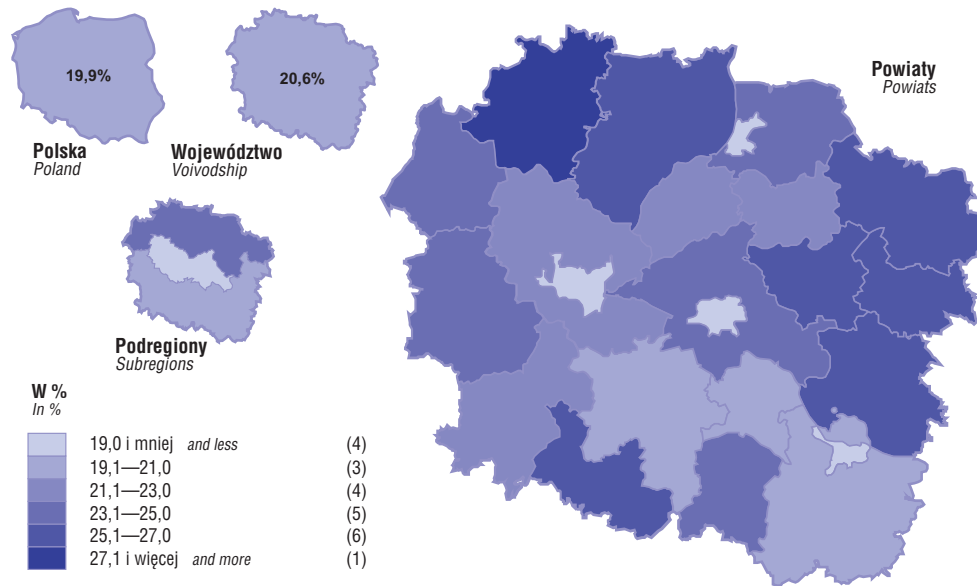 19,9%
20,6%
Polska
Poland
Województwo
Voivodship
Powiaty
Powiats
Podregiony
Subregions
W %
In %
19,0 i mniej and less (4)
19,1—21,0 (3)
21,1—23,0 (4)
23,1—25,0 (5)
25,1—27,0 (6)
27,1 i więcej and more (1)